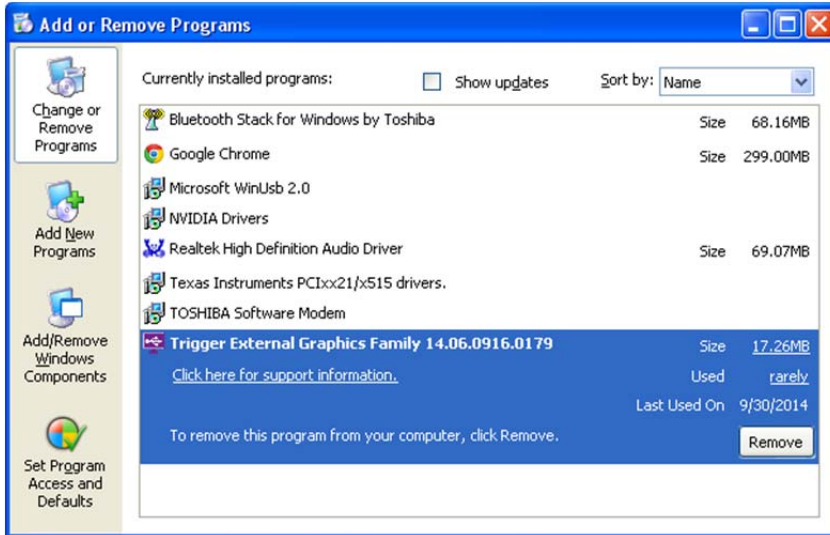 Add or Remove Programs
Currently installed programs: Show updates Sort by: Name
Change or
Remove
Programs
Add New
Programs
Add/Remove
Windows
Components
Set Program
Access and
Defaults
Bluetooth Stack for Windows by Toshiba Size 68.16MB
Google Chrome Size 299.00MB
Microsoft WinUsb 2.0
NVIDIA Drivers
Realtek High Definition Audio Driver Size 69.07MB
Texas Instruments PCIxx21/x515 drivers.
TOSHIBA Software Modem
Trigger External Graphics Family 14.06.0916.0179 Size 17.26MB
Click here for support information. Used rarely
Last Used On 9/30/2014
To remove this program from your computer, click Remove. Remove